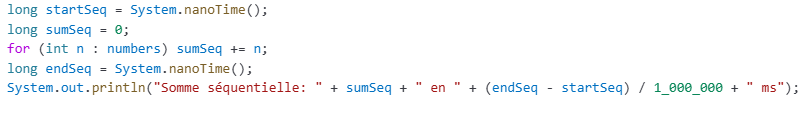 long startSeq = System.nanoTime();
long sumSeq = 0;
for (int n : numbers) sumSeq += n;
long endSeq = System.nanoTime();
System.out.println("Somme séquentielle: " + sumSeq + " en " + (endSeq - startSeq) / 1_000_000 + " ms");